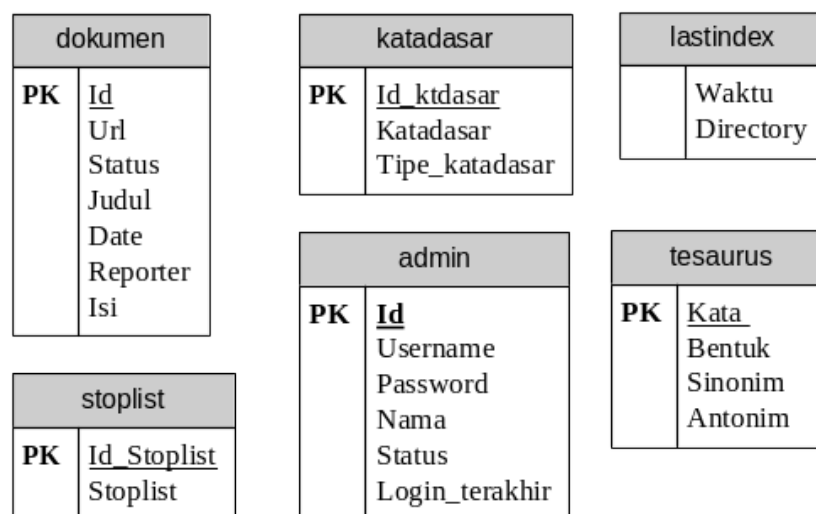 dokumen
PK Id
Url
Status
Judul
Date
Reporter
Isi
katadasar
PK Id_ktdasar
Katadasar
Tipe_katadasar
lastindex
Waktu
Directory
stoplist
PK Id_Stoplist
Stoplist
admin
PK Id
Username
Password
Nama
Status
Login_terakhir
tesaurus
PK Kata
Bentuk
Sinonim
Antonim